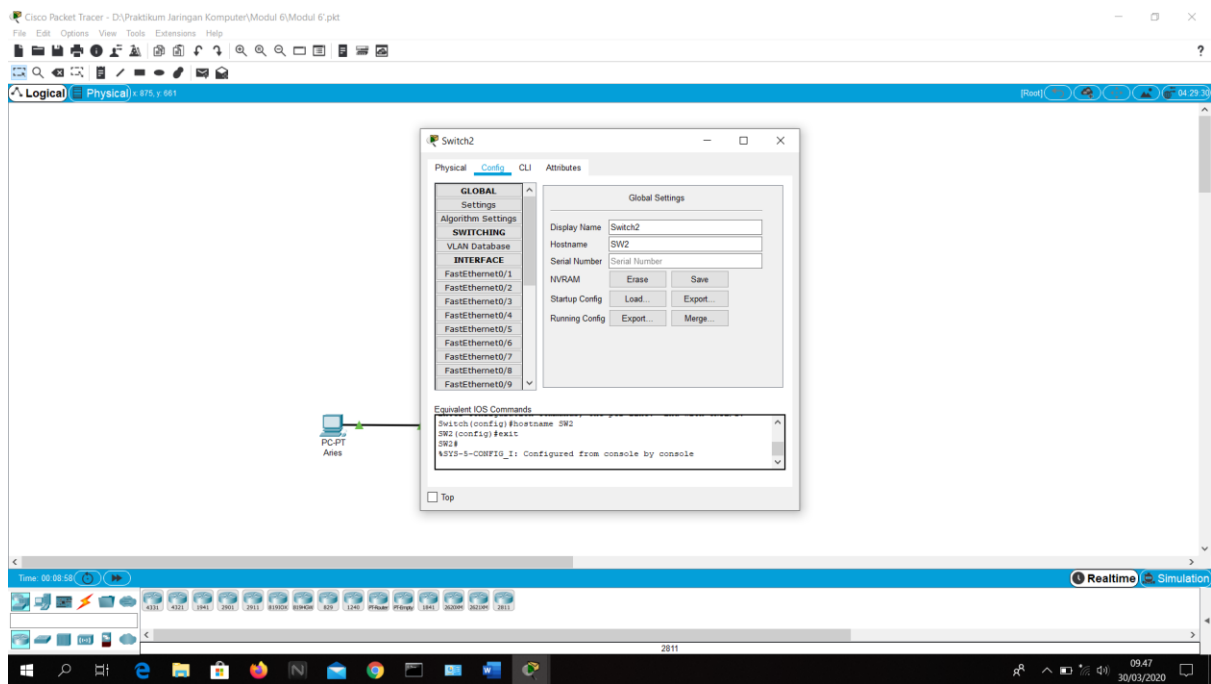 Cisco Packet Tracer - D:\Praktikum Jaringan Komputer\Modul 6\Modul 6'.pkt
File Edit Options View Tools Extensions Help
?
Logical Physical x: 875, y: 661 [Root] 04:29:30
Switch2
Physical Config CLI Attributes
GLOBAL
Settings
Algorithm Settings
SWITCHING
VLAN Database
INTERFACE
FastEthernet0/1
FastEthernet0/2
FastEthernet0/3
FastEthernet0/4
FastEthernet0/5
FastEthernet0/6
FastEthernet0/7
FastEthernet0/8
FastEthernet0/9
Global Settings
Display Name Switch2
Hostname SW2
Serial Number Serial Number
NVRAM Erase Save
Startup Config Load... Export...
Running Config Export... Merge...
Equivalent IOS Commands
Switch(config)#hostname SW2
SW2(config)#exit
SW2#
%SYS-5-CONFIG_I: Configured from console by console
Top
PC-PT
Aries
Time: 00:08:58 Realtime Simulation
4331 4321 1941 2901 2911 819IOX 819HGW 829 1240 PT-Router PT-Empty 1841 2620XM 2621XM 2811
2811
09.47
30/03/2020